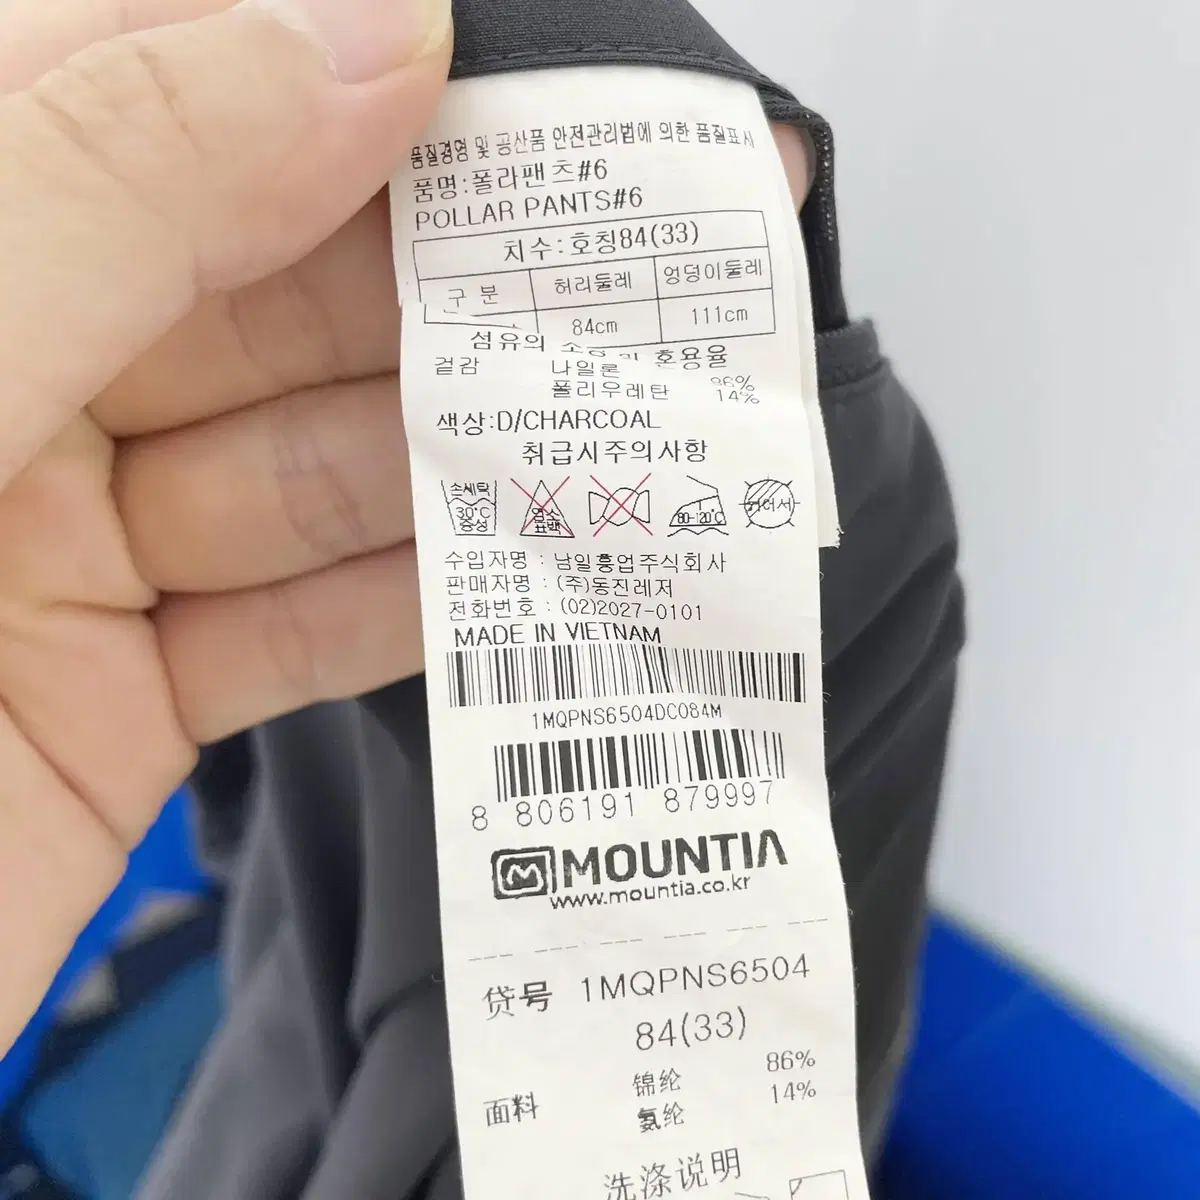 품질경영 및 공산품 안전관리법에 의한 품질표시
품명:폴라팬츠#6
POLLAR PANTS#6
치수:호칭84(33)
구 분 허리둘레 엉덩이둘레
84cm 111cm
섬유의 조성 및 혼용율
겉감 나일론 86%
폴리우레탄 14%
색상:D/CHARCOAL
취급시주의사항
손세탁 30°C 중성
염소 표백
80-120°C
뉘어서
수입자명 : 남일흥업주식회사
판매자명 : (주)동진레저
전화번호 : (02)2027-0101
MADE IN VIETNAM
1MQPNS6504DC084M
8 806191 879997
MOUNTIA
www.mountia.co.kr
货号 1MQPNS6504
84(33)
面料 锦纶 86%
氨纶 14%
洗涤说明